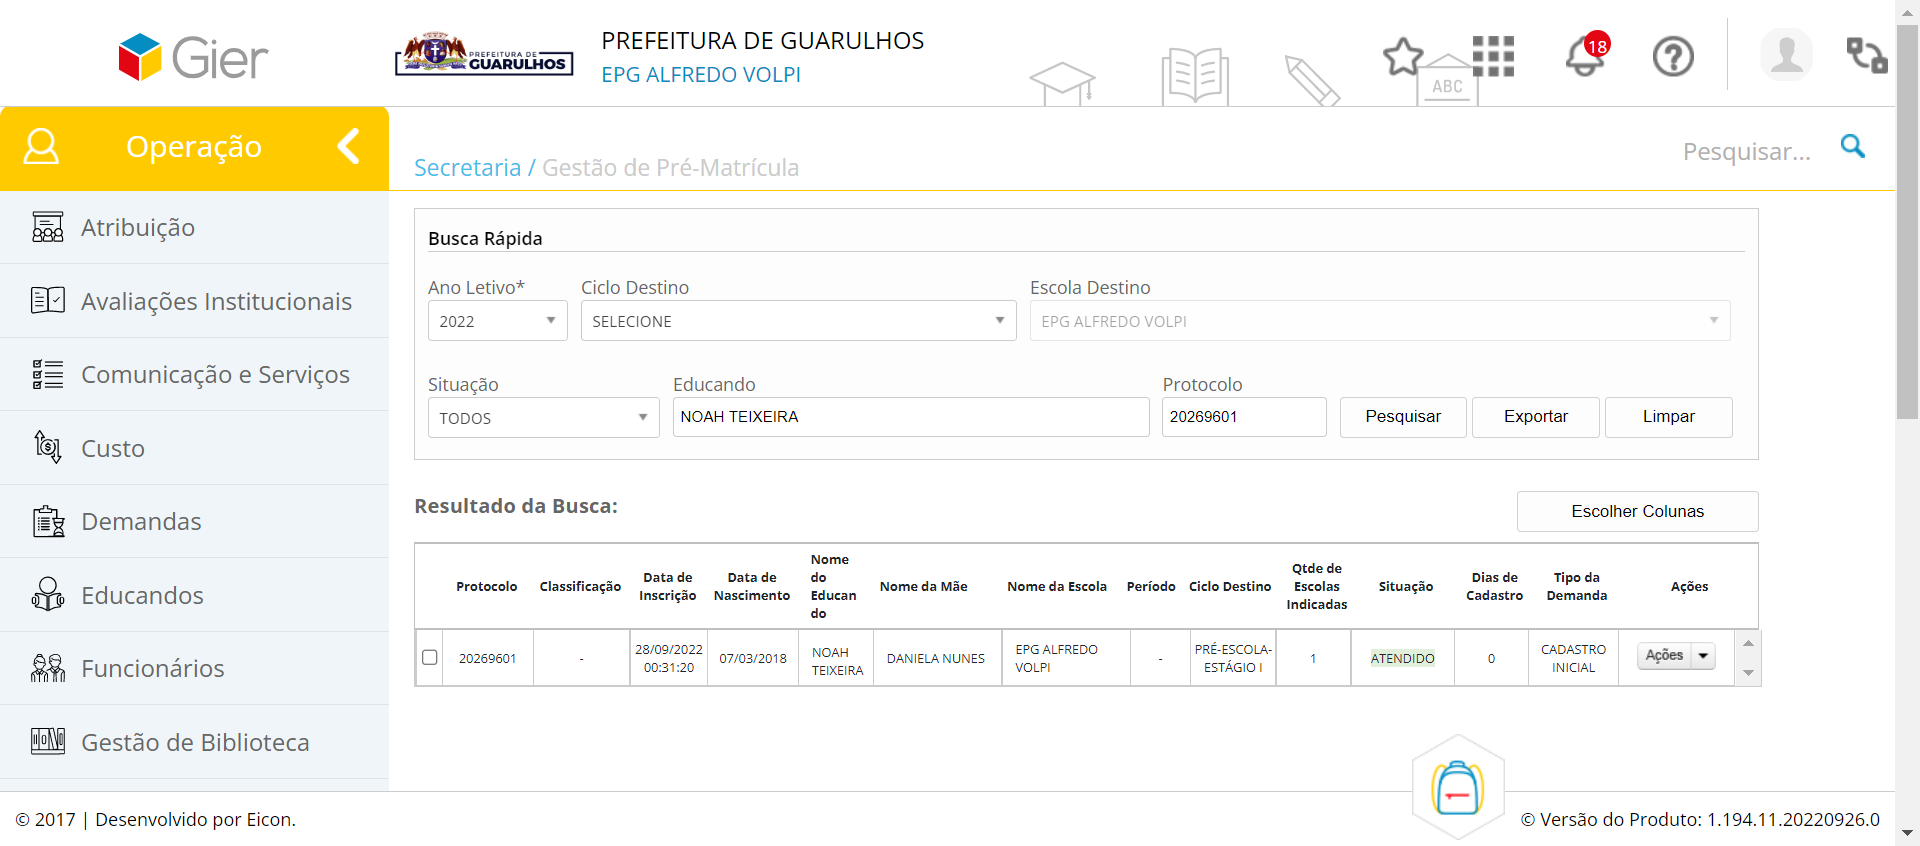 Gier
PREFEITURA DE
GUARULHOS
PREFEITURA DE GUARULHOS
EPG ALFREDO VOLPI
ABC
18
Operação
Secretaria / Gestão de Pré-Matrícula
Pesquisar...
Atribuição
Avaliações Institucionais
Comunicação e Serviços
Custo
Demandas
Educandos
Funcionários
Gestão de Biblioteca
Busca Rápida
Ano Letivo* Ciclo Destino Escola Destino
2022 SELECIONE EPG ALFREDO VOLPI
Situação Educando Protocolo
TODOS NOAH TEIXEIRA 20269601 Pesquisar Exportar Limpar
Resultado da Busca:
Escolher Colunas
Protocolo
Classificação
Data de
Inscrição
Data de
Nascimento
Nome
do
Educan
do
Nome da Mãe
Nome da Escola
Período
Ciclo Destino
Qtde de
Escolas
Indicadas
Situação
Dias de
Cadastro
Tipo da
Demanda
Ações
20269601
-
28/09/2022
00:31:20
07/03/2018
NOAH
TEIXEIRA
DANIELA NUNES
EPG ALFREDO
VOLPI
-
PRÉ-ESCOLA-
ESTÁGIO I
1
ATENDIDO
0
CADASTRO
INICIAL
Ações
© 2017 | Desenvolvido por Eicon.
© Versão do Produto: 1.194.11.20220926.0